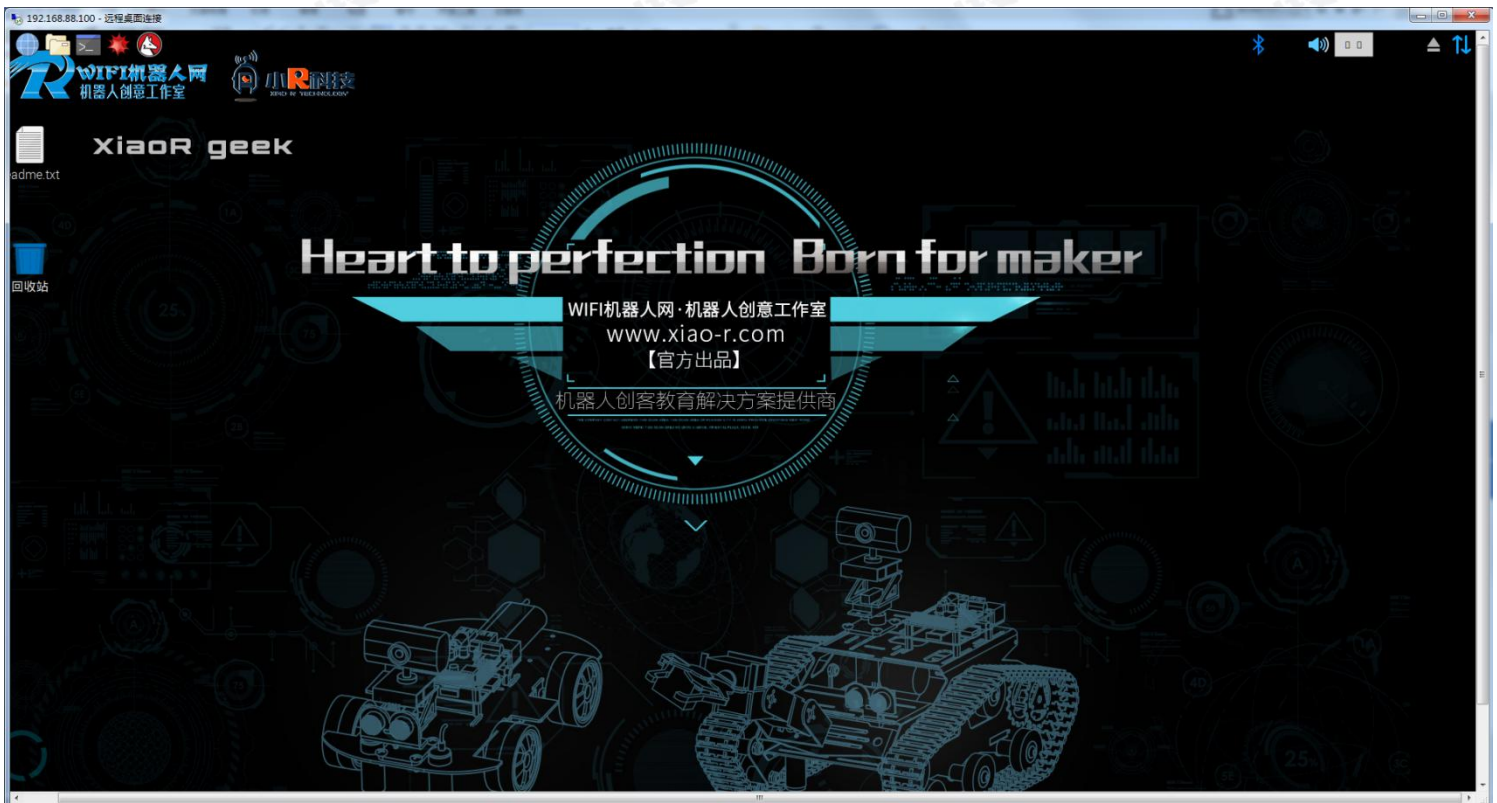 192.168.88.100 - 远程桌面连接
WIFI机器人网
机器人创意工作室
小R科技
XIAO R TECHNOLOGY
XiaoR geek
adme.txt
Heart to perfection Born for maker
回收站
WIFI机器人网·机器人创意工作室
www.xiao-r.com
【官方出品】
机器人创客教育解决方案提供商